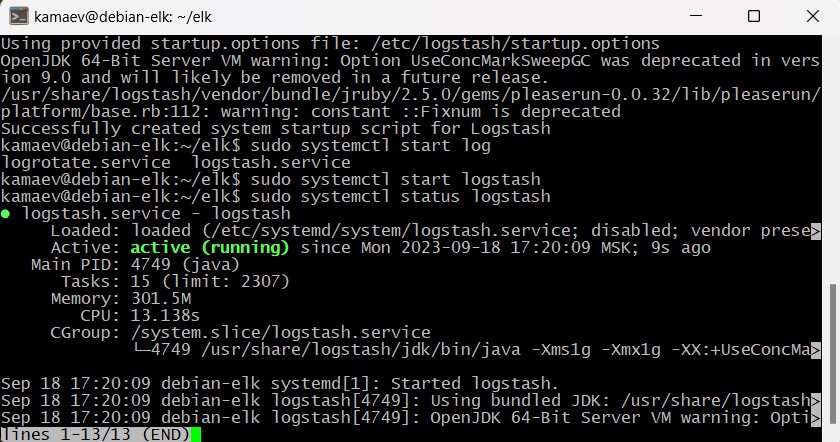 kamaev@debian-elk: ~/elk
Using provided startup.options file: /etc/logstash/startup.options
OpenJDK 64-Bit Server VM warning: Option UseConcMarkSweepGC was deprecated in vers
ion 9.0 and will likely be removed in a future release.
/usr/share/logstash/vendor/bundle/jruby/2.5.0/gems/pleaserun-0.0.32/lib/pleaserun/
platform/base.rb:112: warning: constant ::Fixnum is deprecated
Successfully created system startup script for Logstash
kamaev@debian-elk:~/elk$ sudo systemctl start log
logrotate.service  logstash.service
kamaev@debian-elk:~/elk$ sudo systemctl start logstash
kamaev@debian-elk:~/elk$ sudo systemctl status logstash
● logstash.service - logstash
     Loaded: loaded (/etc/systemd/system/logstash.service; disabled; vendor prese>
     Active: active (running) since Mon 2023-09-18 17:20:09 MSK; 9s ago
   Main PID: 4749 (java)
      Tasks: 15 (limit: 2307)
     Memory: 301.5M
        CPU: 13.138s
     CGroup: /system.slice/logstash.service
             └─4749 /usr/share/logstash/jdk/bin/java -Xms1g -Xmx1g -XX:+UseConcMa>
Sep 18 17:20:09 debian-elk systemd[1]: Started logstash.
Sep 18 17:20:09 debian-elk logstash[4749]: Using bundled JDK: /usr/share/logstash>
Sep 18 17:20:09 debian-elk logstash[4749]: OpenJDK 64-Bit Server VM warning: Opti>
lines 1-13/13 (END)